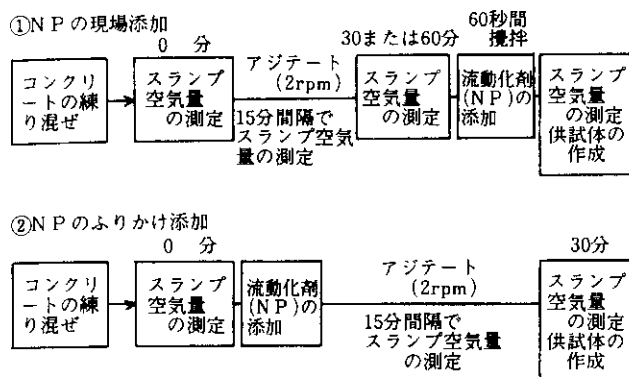 ①NPの現場添加
0 分
コンクリ
ートの練
り混ぜ
スランプ
空気量
の測定
アジテート
(2rpm)
15分間隔で
スランプ空気
量の測定
30または60分
スランプ
空気量
の測定
60秒間
攪拌
流動化剤
(NP)の
添加
スランプ
空気量
の測定
供試体の
作成
②NPのふりかけ添加
0 分
コンクリ
ートの練
り混ぜ
スランプ
空気量
の測定
流動化剤
(NP)の
添加
アジテート
(2rpm)
15分間隔で
スランプ空気量
の測定
30分
スランプ
空気量
の測定
供試体の
作成